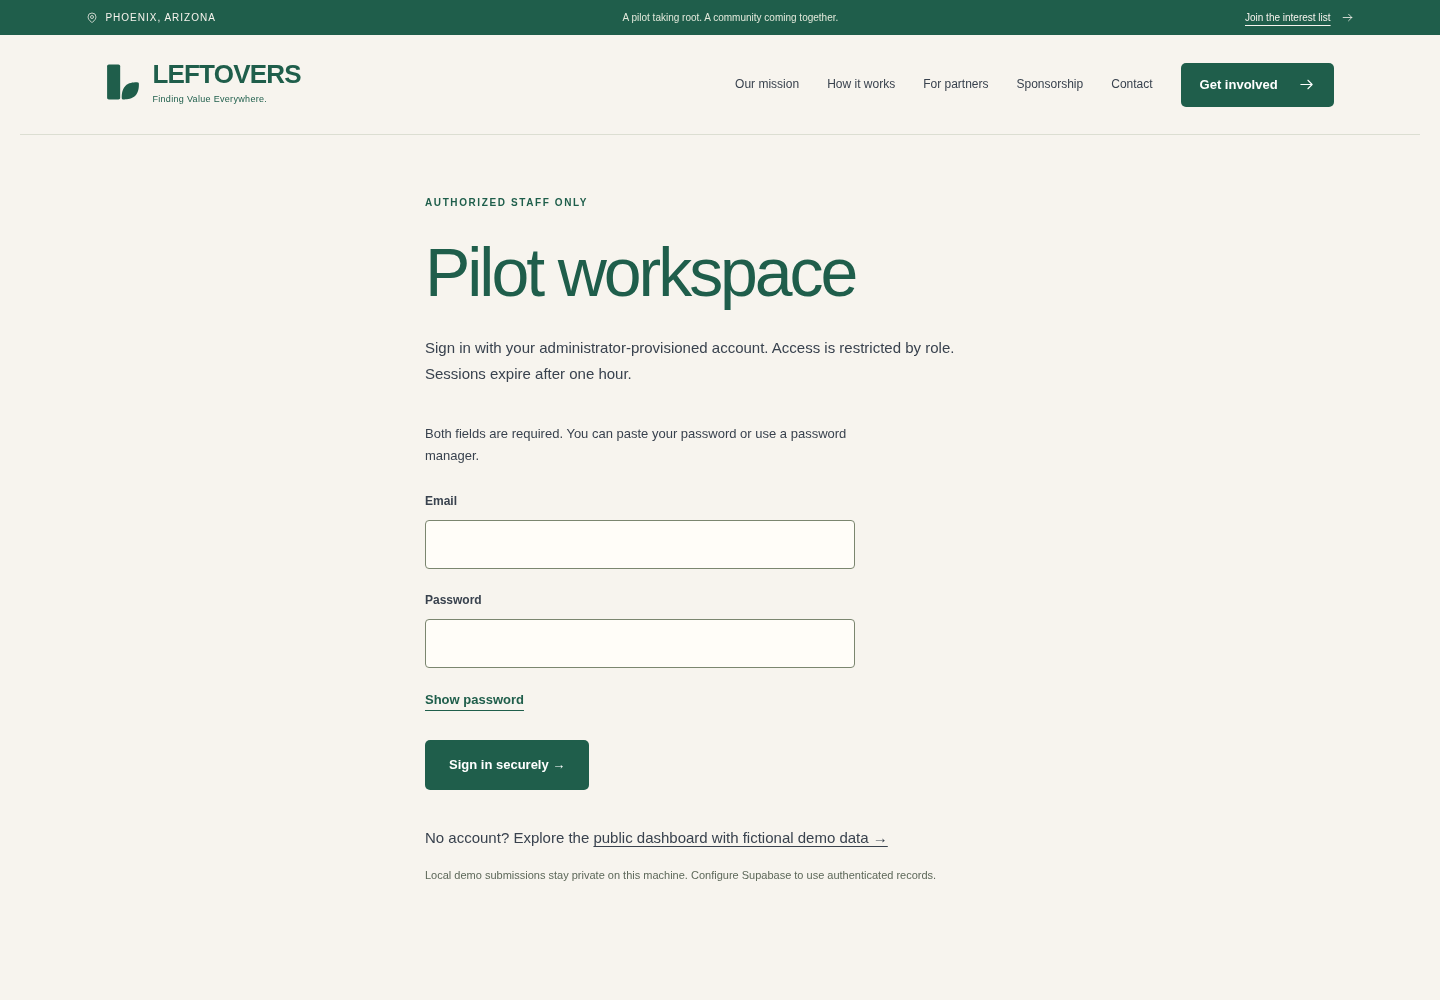 PHOENIX, ARIZONA
A pilot taking root. A community coming together.
Join the interest list →
LEFTOVERS
Finding Value Everywhere.
Our mission
How it works
For partners
Sponsorship
Contact
Get involved →
AUTHORIZED STAFF ONLY
Pilot workspace
Sign in with your administrator-provisioned account. Access is restricted by role.
Sessions expire after one hour.
Both fields are required. You can paste your password or use a password
manager.
Email
Password
Show password
Sign in securely →
No account? Explore the public dashboard with fictional demo data →
Local demo submissions stay private on this machine. Configure Supabase to use authenticated records.